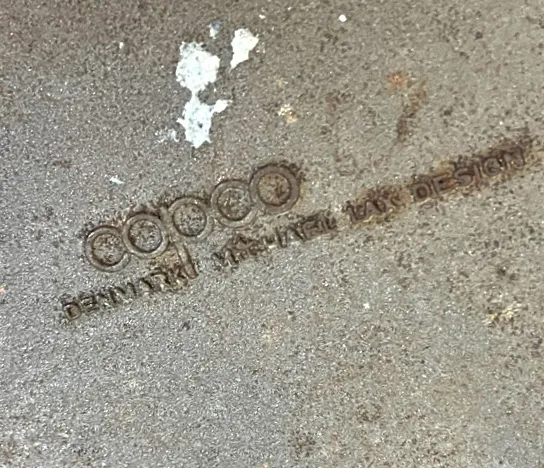 copco
DENMARK MICHAEL LAX DESIGN